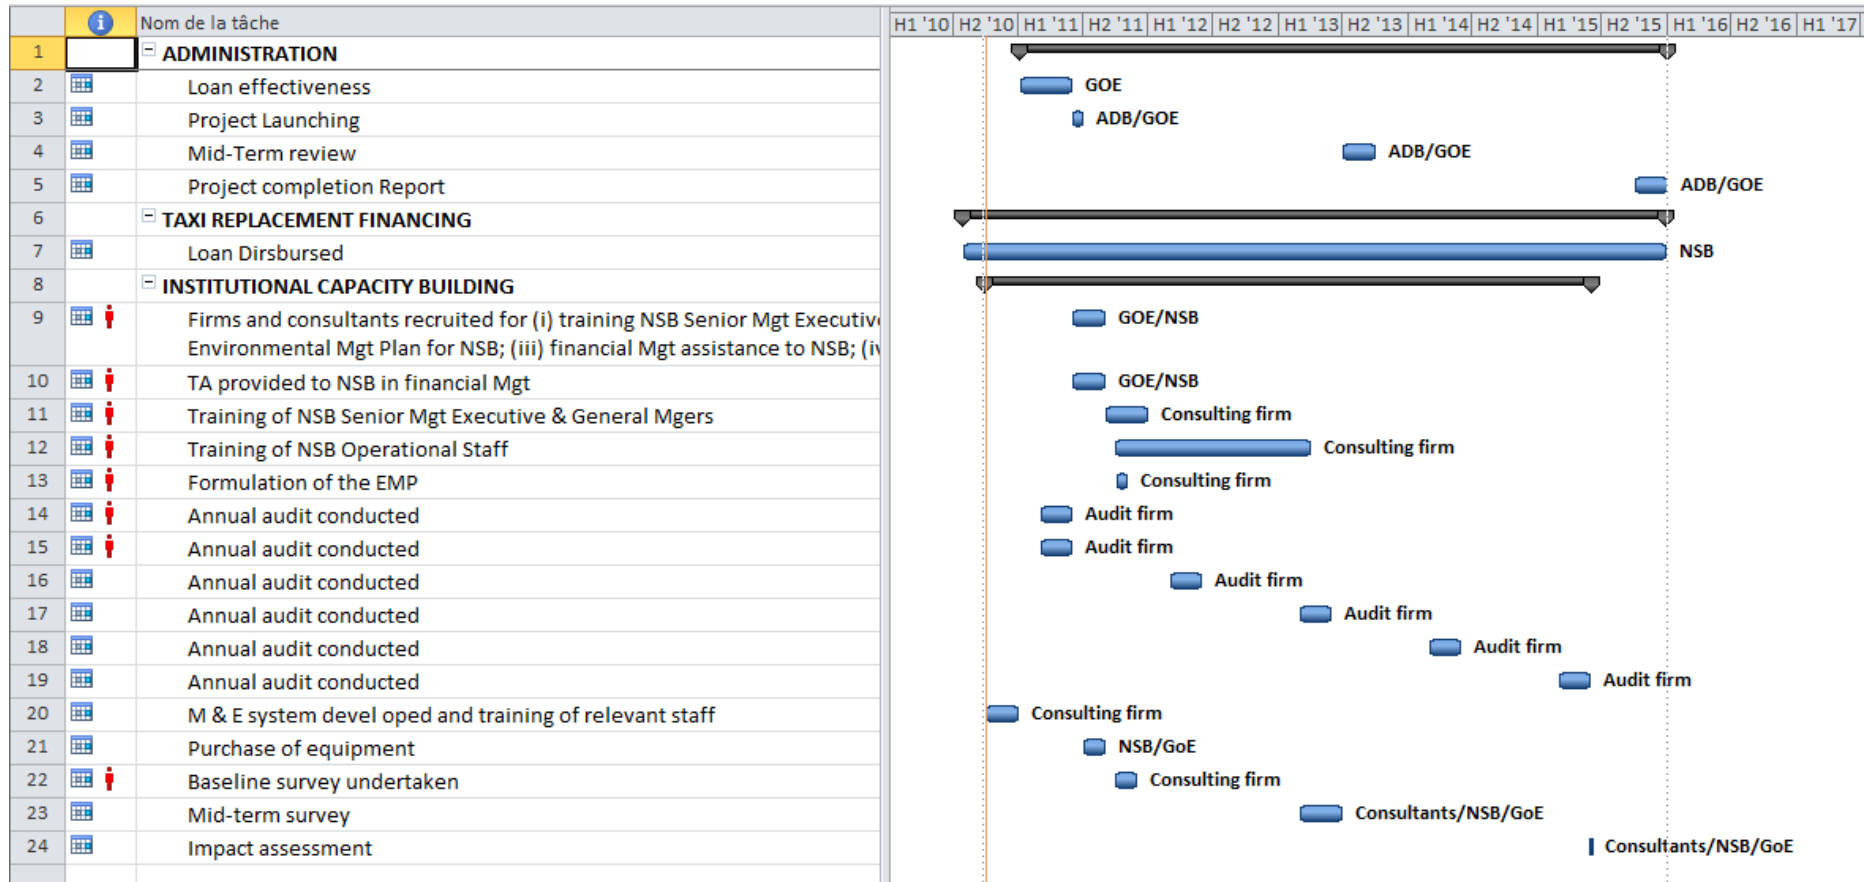 Nom de la tâche H1 '10 H2 '10 H1 '11 H2 '11 H1 '12 H2 '12 H1 '13 H2 '13 H1 '14 H2 '14 H1 '15 H2 '15 H1 '16 H2 '16 H1 '17
1 ADMINISTRATION
2 Loan effectiveness GOE
3 Project Launching ADB/GOE
4 Mid-Term review ADB/GOE
5 Project completion Report ADB/GOE
6 TAXI REPLACEMENT FINANCING
7 Loan Dirsbursed NSB
8 INSTITUTIONAL CAPACITY BUILDING
9 Firms and consultants recruited for (i) training NSB Senior Mgt Executiv GOE/NSB
Environmental Mgt Plan for NSB; (iii) financial Mgt assistance to NSB; (iv
10 TA provided to NSB in financial Mgt GOE/NSB
11 Training of NSB Senior Mgt Executive & General Mgers Consulting firm
12 Training of NSB Operational Staff Consulting firm
13 Formulation of the EMP Consulting firm
14 Annual audit conducted Audit firm
15 Annual audit conducted Audit firm
16 Annual audit conducted Audit firm
17 Annual audit conducted Audit firm
18 Annual audit conducted Audit firm
19 Annual audit conducted Audit firm
20 M & E system devel oped and training of relevant staff Consulting firm
21 Purchase of equipment NSB/GoE
22 Baseline survey undertaken Consulting firm
23 Mid-term survey Consultants/NSB/GoE
24 Impact assessment Consultants/NSB/GoE